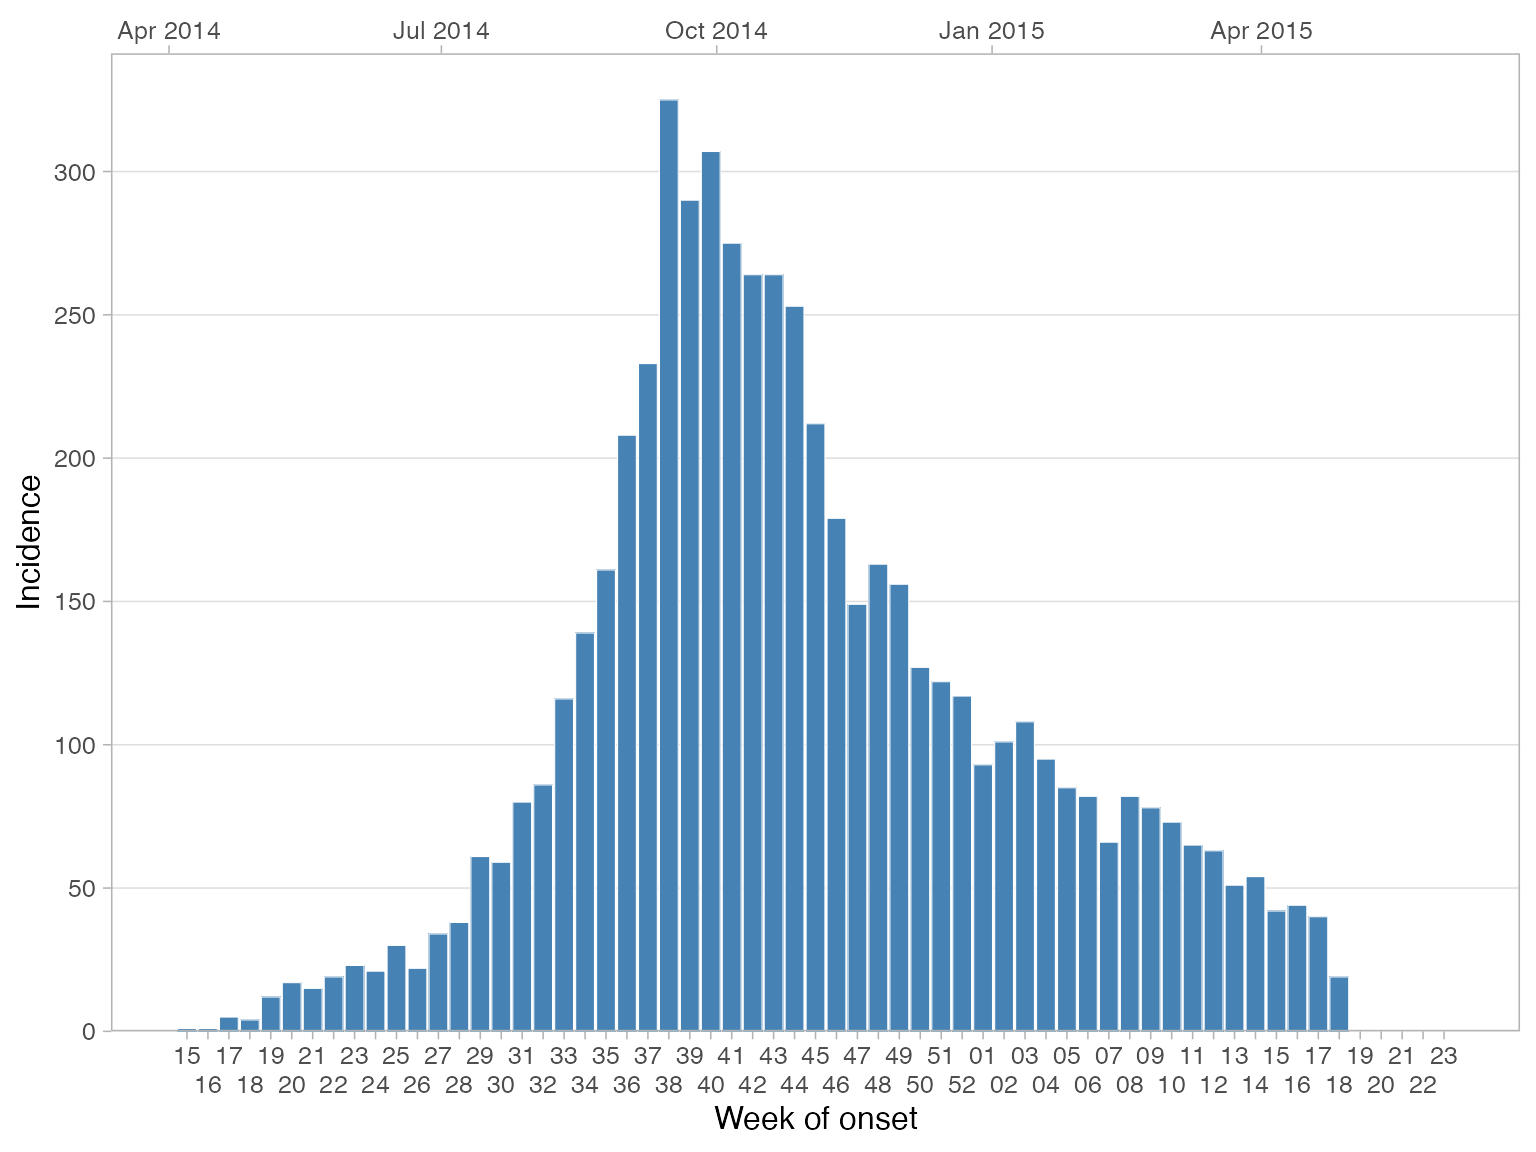 Apr 2014 Jul 2014 Oct 2014 Jan 2015 Apr 2015
300
250
200
150
100
50
0
Incidence
15 17 19 21 23 25 27 29 31 33 35 37 39 41 43 45 47 49 51 01 03 05 07 09 11 13 15 17 19 21 23
16 18 20 22 24 26 28 30 32 34 36 38 40 42 44 46 48 50 52 02 04 06 08 10 12 14 16 18 20 22
Week of onset